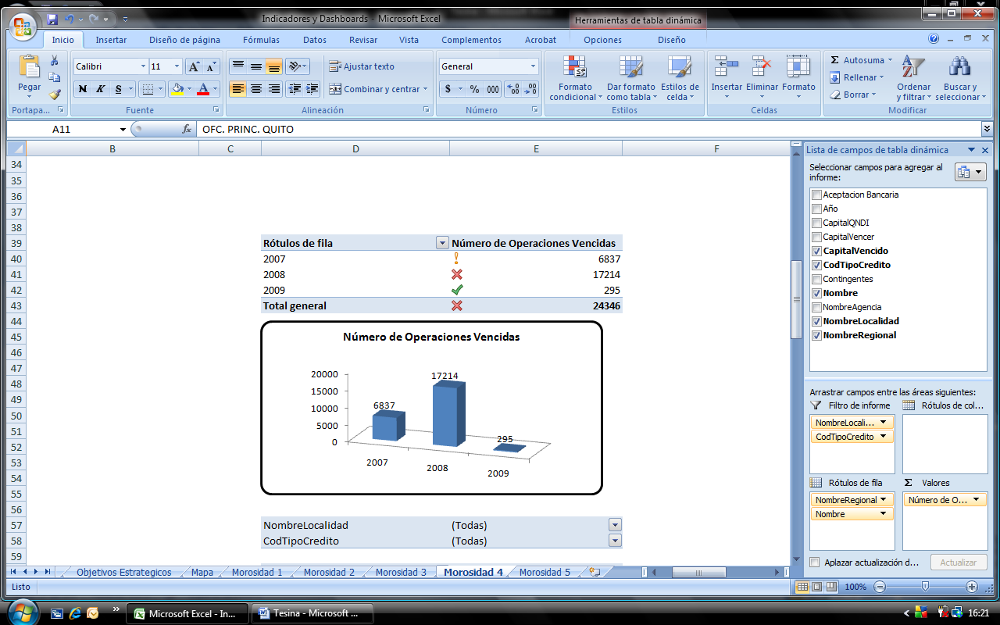 Indicadores y Dashboards - Microsoft Excel
Herramientas de tabla dinámica
Inicio Insertar Diseño de página Fórmulas Datos Revisar Vista Complementos Acrobat Opciones Diseño
Pegar
Calibri 11
Ajustar texto
General
Formato condicional
Dar formato como tabla
Estilos de celda
Insertar Eliminar Formato
Autosuma
Rellenar
Borrar
Ordenar y filtrar
Buscar y seleccionar
N K S
Combinar y centrar
$ % 000
Portapa... Fuente Alineación Número Estilos Celdas Modificar
A11 fx OFC. PRINC. QUITO
B C D E F
34
35
36
37
38
39 Rótulos de fila Número de Operaciones Vencidas
40 2007 6837
41 2008 17214
42 2009 295
43 Total general 24346
44
45 Número de Operaciones Vencidas
46
47
48
49
50
51
52
53
54
55
56
20000
15000
10000
5000
0
6837
17214
295
2007
2008
2009
57 NombreLocalidad (Todas)
58 CodTipoCredito (Todas)
59
Lista de campos de tabla dinámica
Seleccionar campos para agregar al
informe:
Aceptacion Bancaria
Año
CapitalQNDI
CapitalVencer
CapitalVencido
CodTipoCredito
Contingentes
Nombre
NombreAgencia
NombreLocalidad
NombreRegional
Arrastrar campos entre las áreas siguientes:
Filtro de informe Rótulos de col...
NombreLocali...
CodTipoCredito
Rótulos de fila Σ Valores
NombreRegional Número de O...
Nombre
Aplazar actualización d... Actualizar
Objetivos Estrategicos Mapa Morosidad 1 Morosidad 2 Morosidad 3 Morosidad 4 Morosidad 5
Listo 100%
Microsoft Excel - In... Tesina - Microsoft ... 16:21